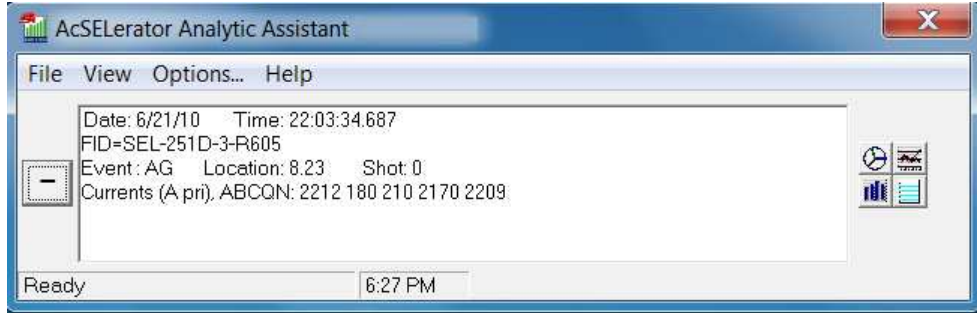 AcSELerator Analytic Assistant
File View Options... Help
Date: 6/21/10 Time: 22:03:34.687
FID=SEL-251D-3-R605
Event: AG Location: 8.23 Shot: 0
Currents (A pri), ABCQN: 2212 180 210 2170 2209
Ready 6:27 PM